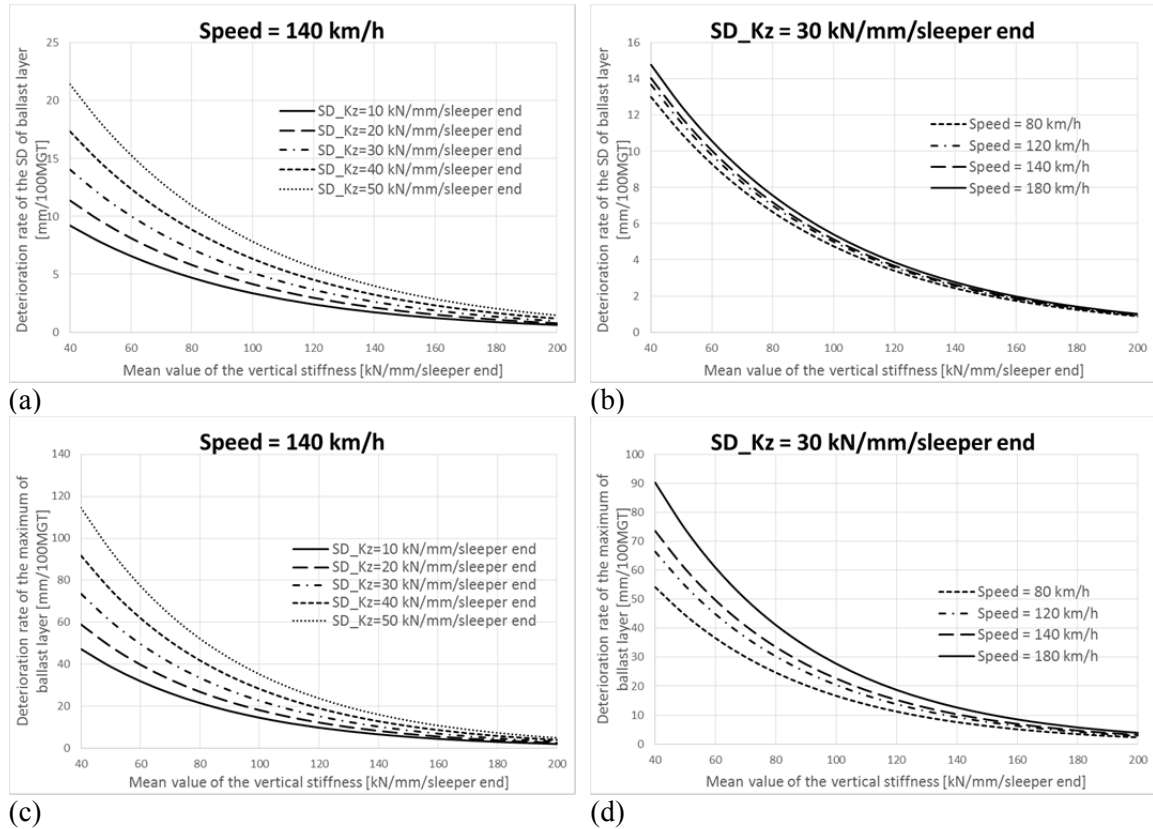 Speed = 140 km/h
Deterioration rate of the SD of ballast layer
[mm/100MGT]
25
20
15
10
5
0
SD_Kz=10 kN/mm/sleeper end
SD_Kz=20 kN/mm/sleeper end
SD_Kz=30 kN/mm/sleeper end
SD_Kz=40 kN/mm/sleeper end
SD_Kz=50 kN/mm/sleeper end
40 60 80 100 120 140 160 180 200
Mean value of the vertical stiffness [kN/mm/sleeper end]
(a)
SD_Kz = 30 kN/mm/sleeper end
Deterioration rate of the SD of ballast layer
[mm/100MGT]
16
14
12
10
8
6
4
2
0
Speed = 80 km/h
Speed = 120 km/h
Speed = 140 km/h
Speed = 180 km/h
40 60 80 100 120 140 160 180 200
Mean value of the vertical stiffness [kN/mm/sleeper end]
(b)
Speed = 140 km/h
Deterioration rate of the maximum of
ballast layer [mm/100MGT]
140
120
100
80
60
40
20
0
SD_Kz=10 kN/mm/sleeper end
SD_Kz=20 kN/mm/sleeper end
SD_Kz=30 kN/mm/sleeper end
SD_Kz=40 kN/mm/sleeper end
SD_Kz=50 kN/mm/sleeper end
40 60 80 100 120 140 160 180 200
Mean value of the vertical stiffness [kN/mm/sleeper end]
(c)
SD_Kz = 30 kN/mm/sleeper end
Deterioration rate of the maximum of
ballast layer [mm/100MGT]
100
90
80
70
60
50
40
30
20
10
0
Speed = 80 km/h
Speed = 120 km/h
Speed = 140 km/h
Speed = 180 km/h
40 60 80 100 120 140 160 180 200
Mean value of the vertical stiffness [kN/mm/sleeper end]
(d)